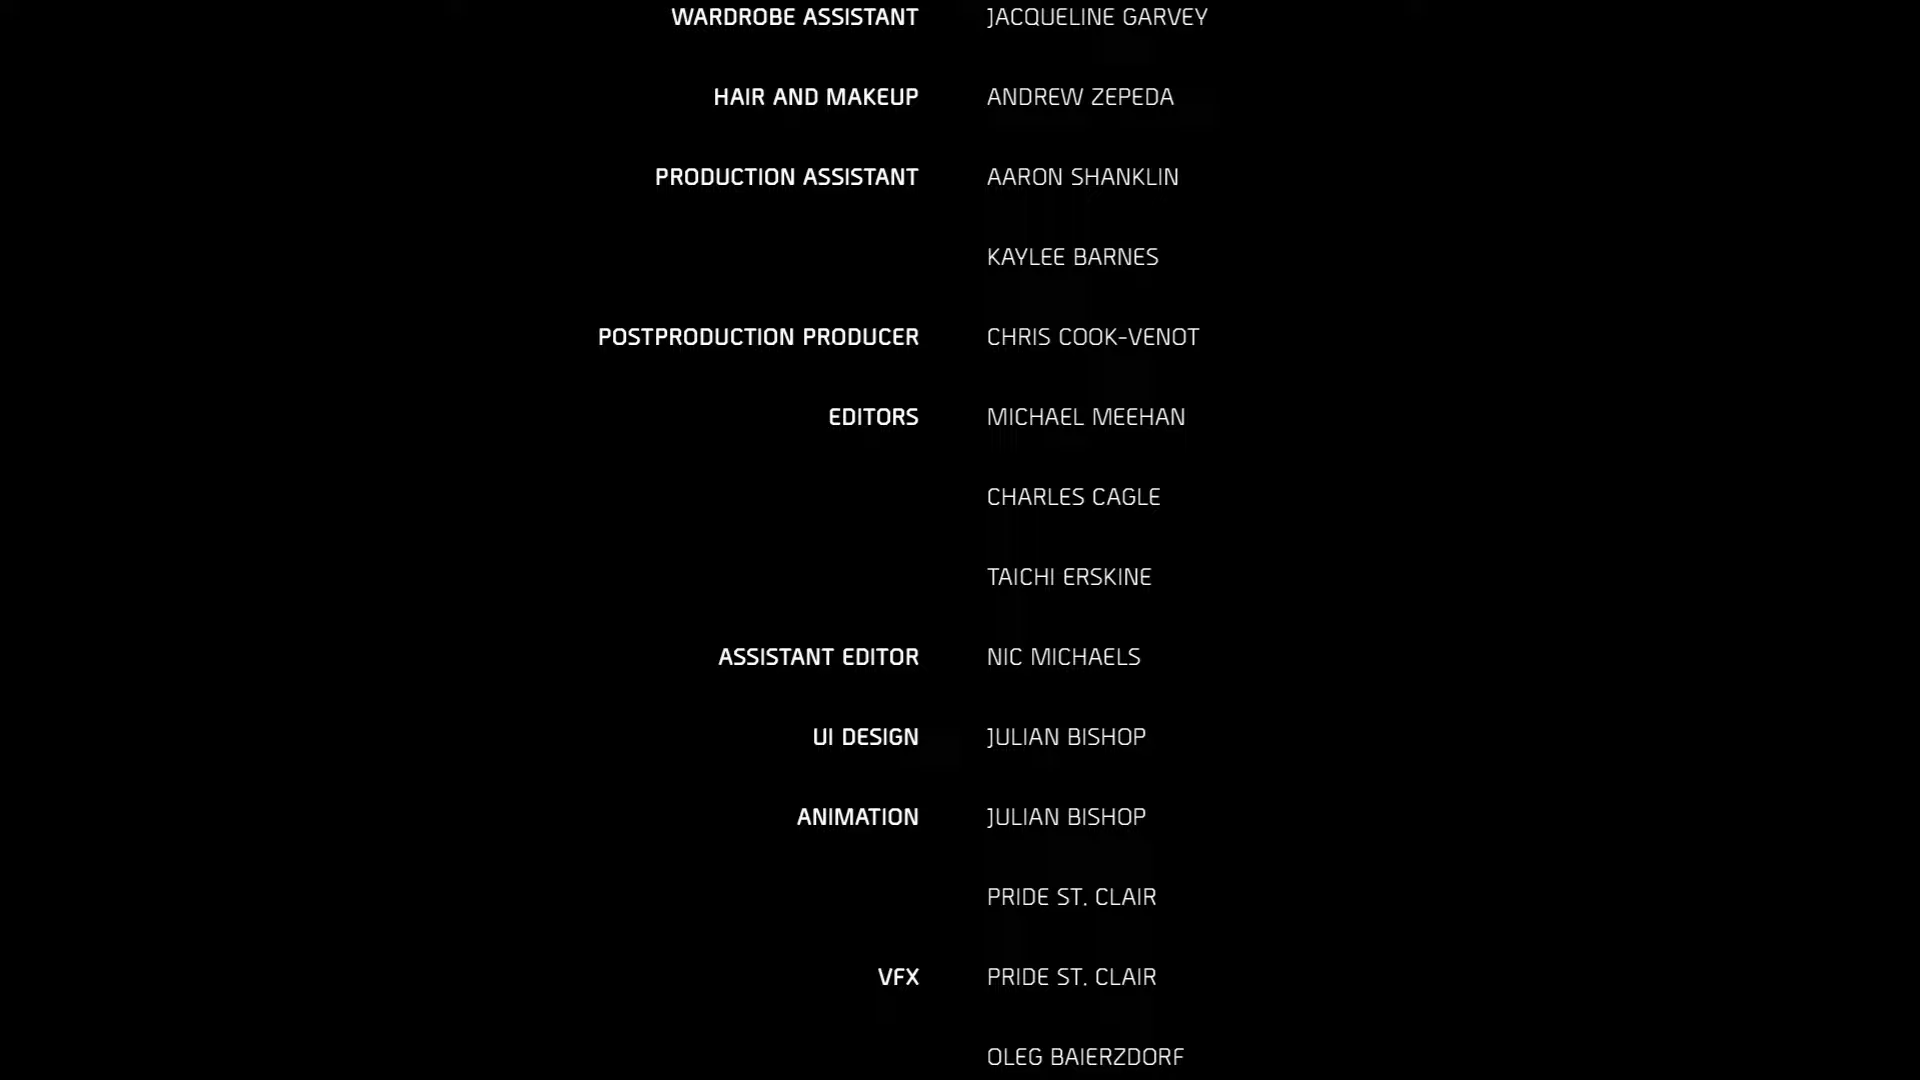 WARDROBE ASSISTANT JACQUELINE GARVEY
HAIR AND MAKEUP ANDREW ZEPEDA
PRODUCTION ASSISTANT AARON SHANKLIN
KAYLEE BARNES
POSTPRODUCTION PRODUCER CHRIS COOK-VENOT
EDITORS MICHAEL MEEHAN
CHARLES CAGLE
TAICHI ERSKINE
ASSISTANT EDITOR NIC MICHAELS
UI DESIGN JULIAN BISHOP
ANIMATION JULIAN BISHOP
PRIDE ST. CLAIR
VFX PRIDE ST. CLAIR
OLEG BAIERZDORF